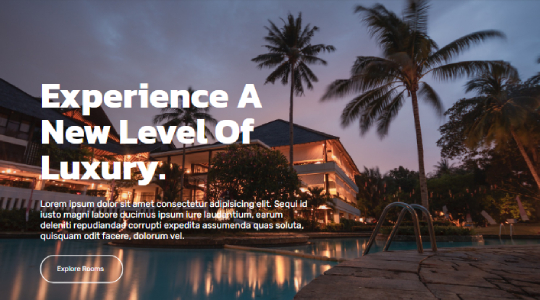 Experience A
New Level Of
Luxury.
Lorem ipsum dolor sit amet consectetur adipisicing elit. Sequi id
iusto magni labore ducimus ipsum iure laudantium, earum
deleniti repudiandae corrupti expedita assumenda quas soluta,
quisquam odit facere, dolorum vel.
Explore Rooms